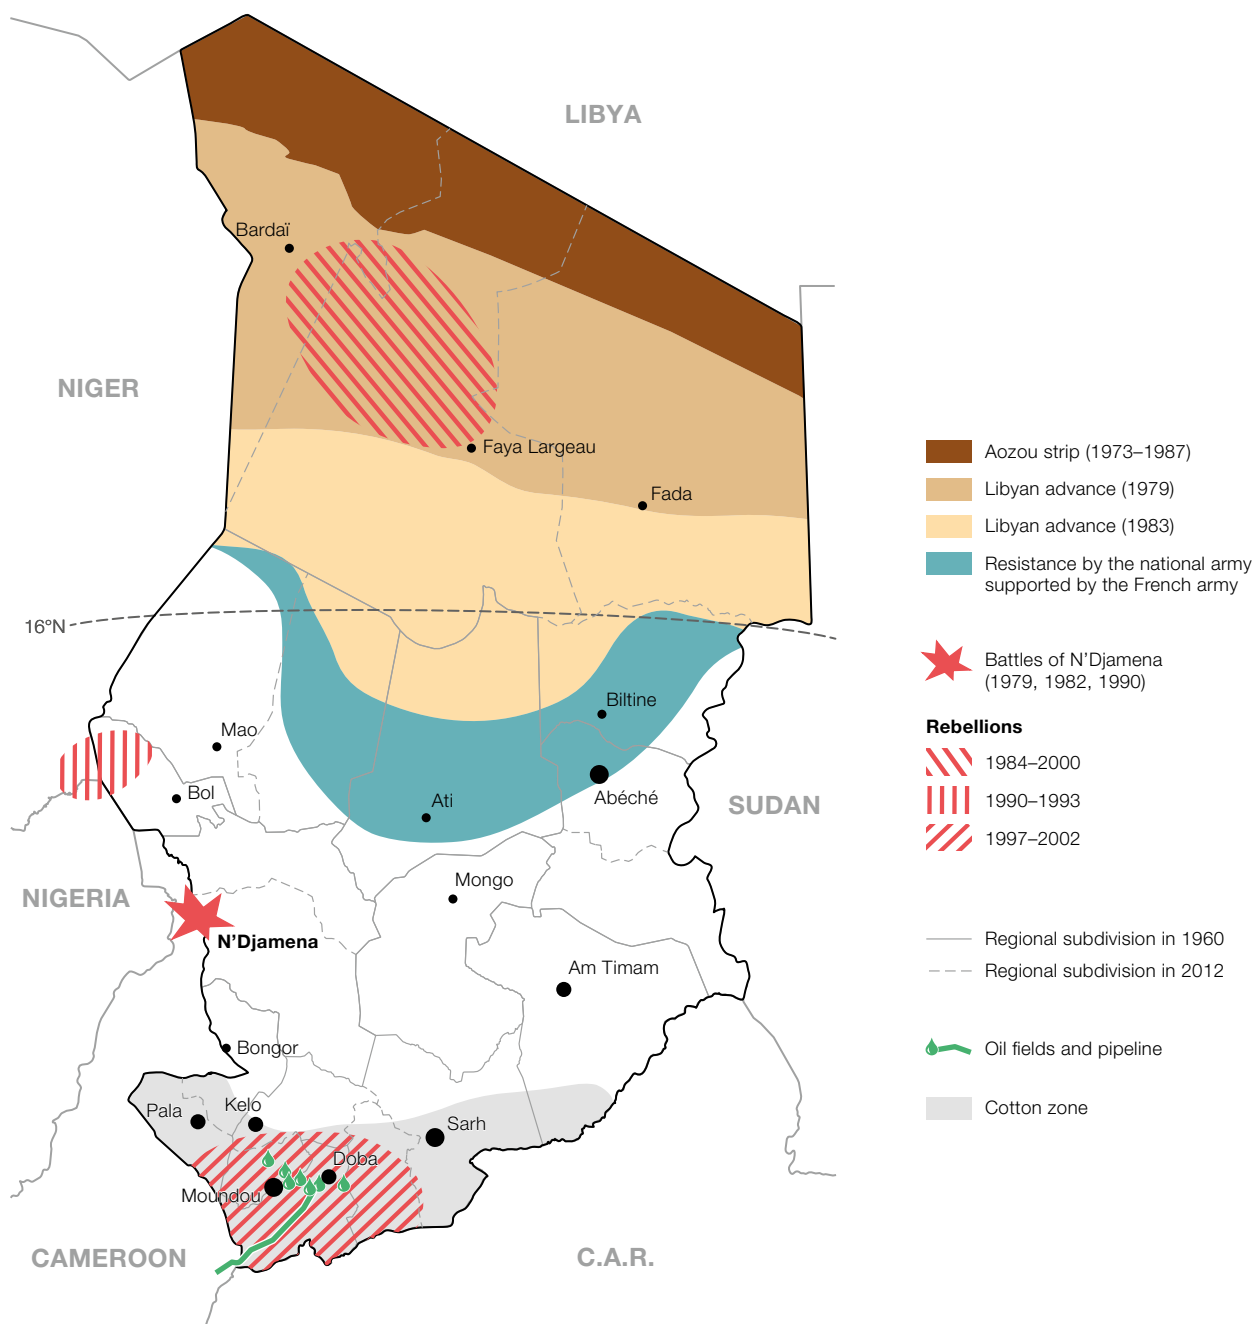 LIBYA
Bardaï
NIGER
Faya Largeau
Fada
16°N
Biltine
Mao
Bol
Ati
Abéché
SUDAN
NIGERIA
Mongo
N’Djamena
Am Timam
Bongor
Pala
Kelo
Sarh
Doba
Moundou
CAMEROON
C.A.R.
Aozou strip (1973–1987)
Libyan advance (1979)
Libyan advance (1983)
Resistance by the national army
supported by the French army
Battles of N’Djamena
(1979, 1982, 1990)
Rebellions
1984–2000
1990–1993
1997–2002
Regional subdivision in 1960
Regional subdivision in 2012
Oil fields and pipeline
Cotton zone